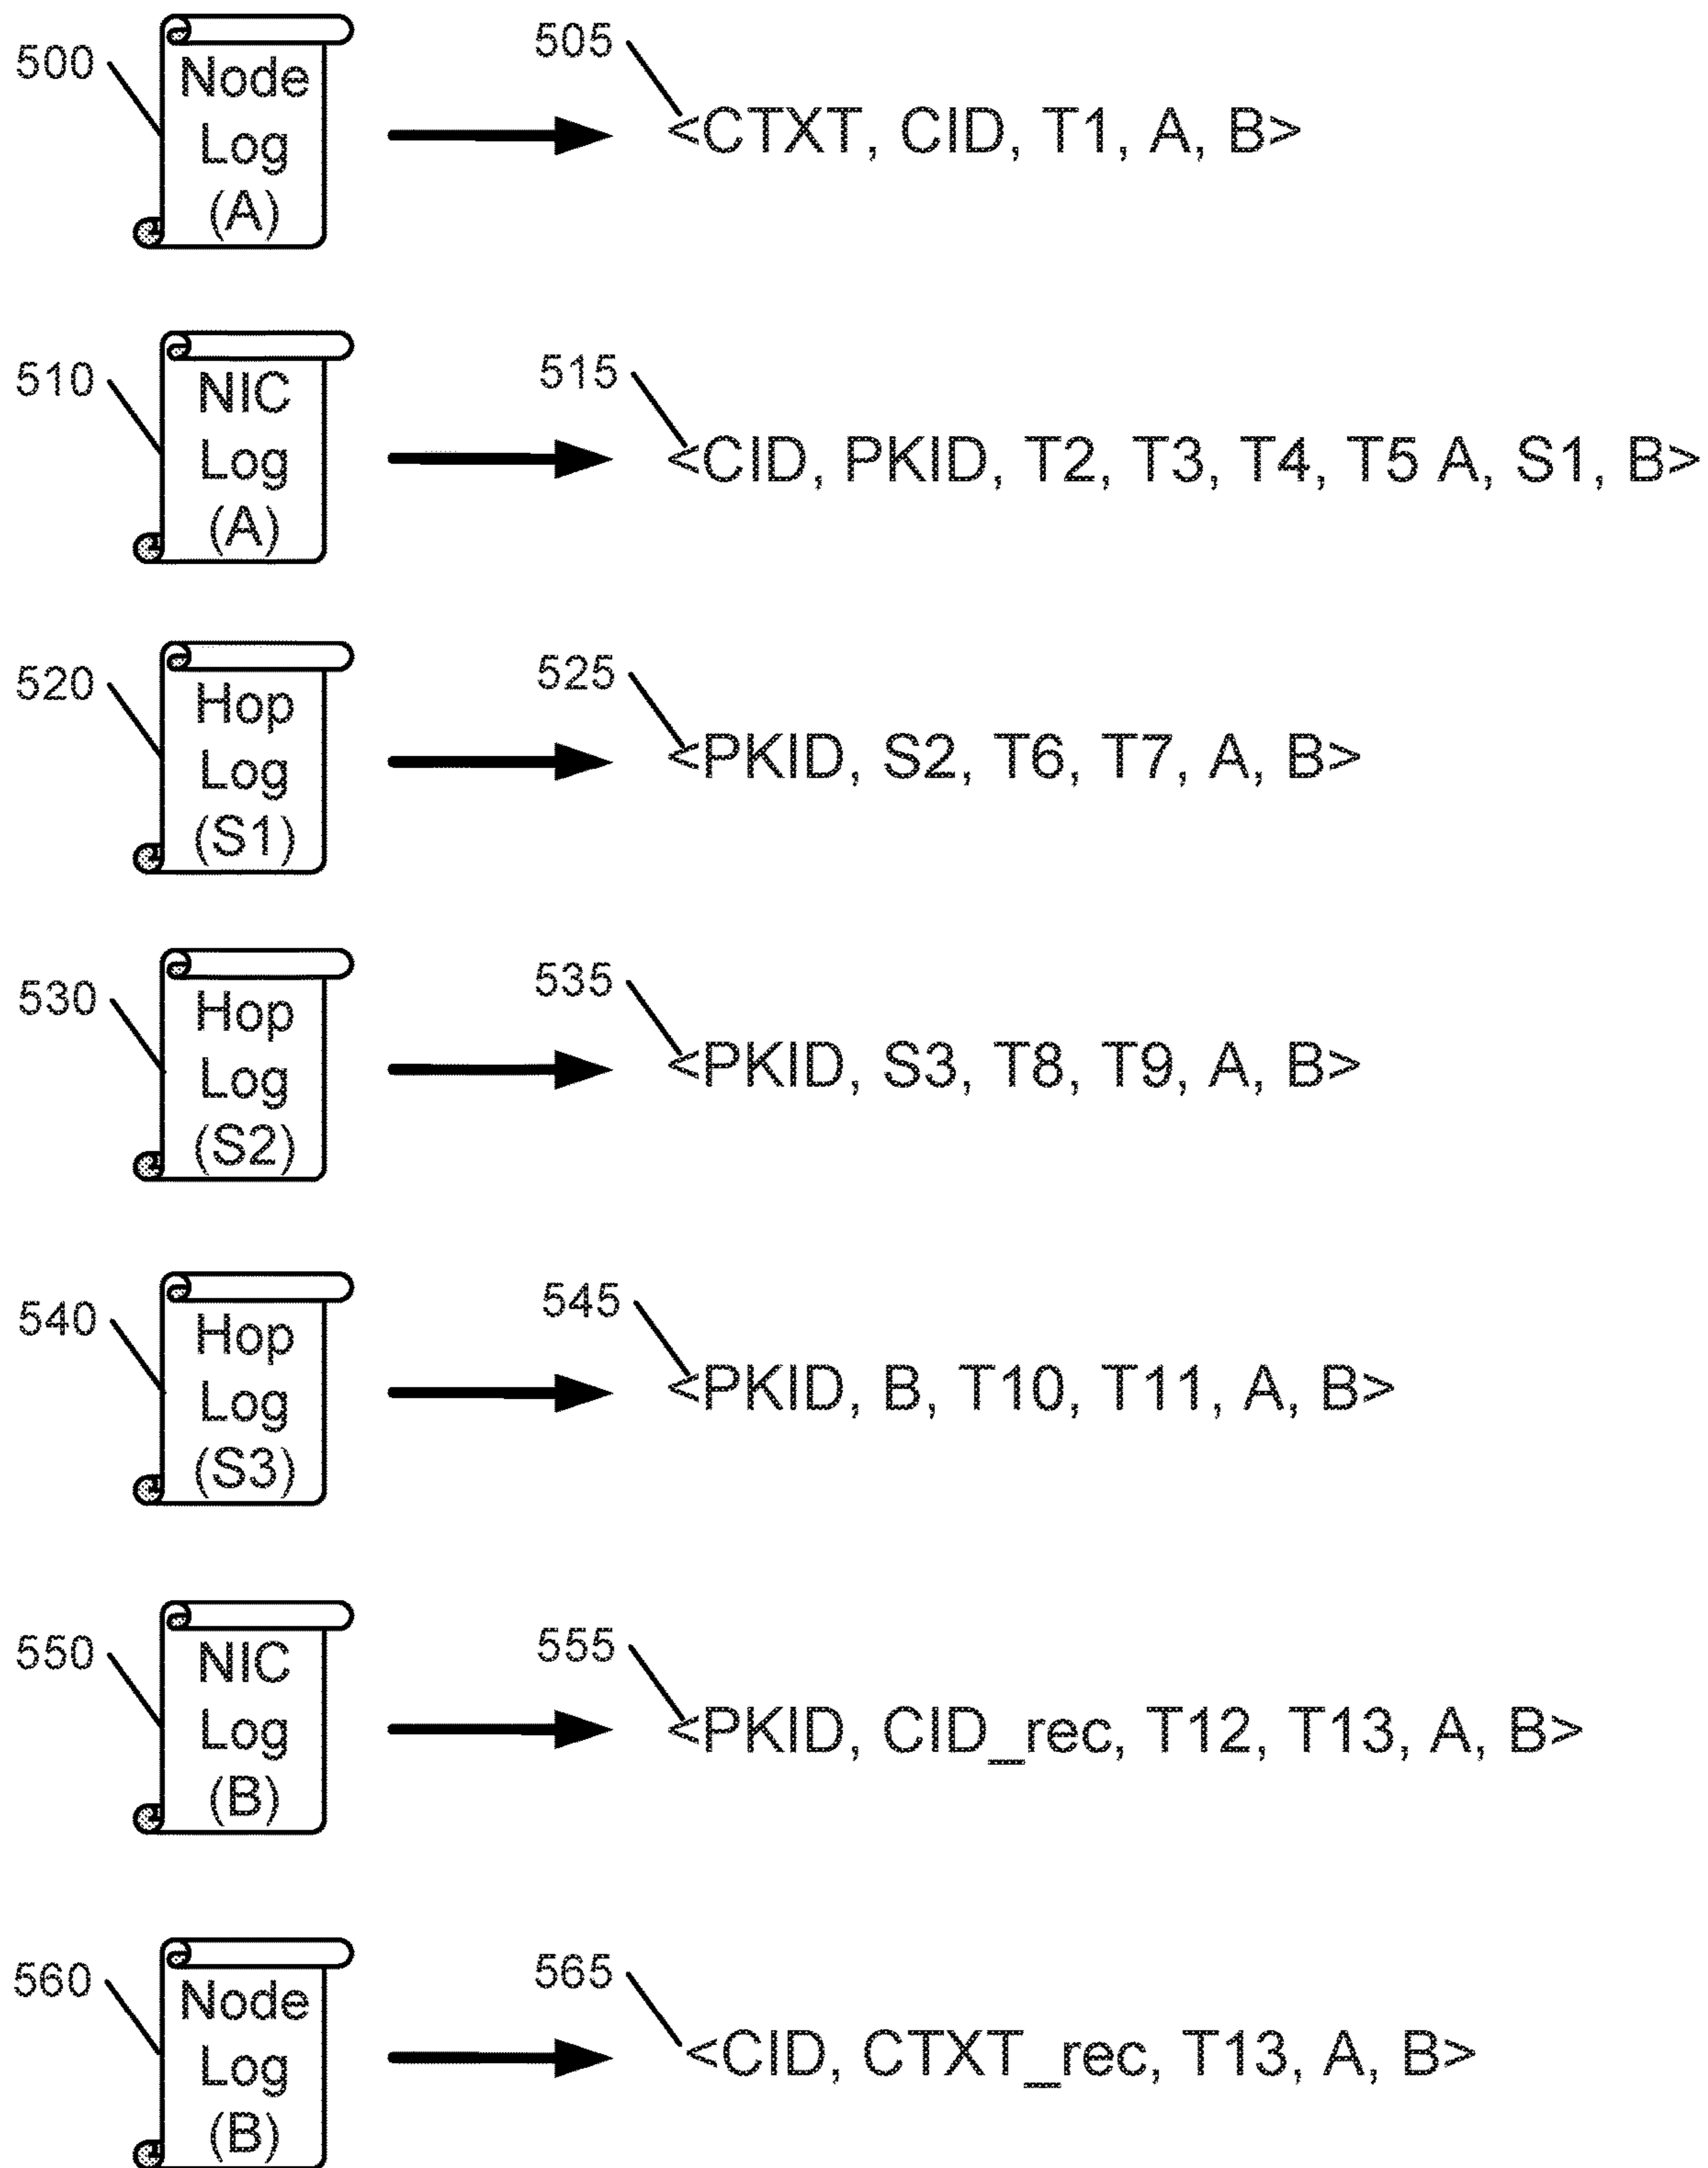 500
Node
Log
(A)
505
<CTXT, CID, T1, A, B>
510
NIC
Log
(A)
515
<CID, PKID, T2, T3, T4, T5 A, S1, B>
520
Hop
Log
(S1)
525
<PKID, S2, T6, T7, A, B>
530
Hop
Log
(S2)
535
<PKID, S3, T8, T9, A, B>
540
Hop
Log
(S3)
545
<PKID, B, T10, T11, A, B>
550
NIC
Log
(B)
555
<PKID, CID_rec, T12, T13, A, B>
560
Node
Log
(B)
565
<CID, CTXT_rec, T13, A, B>